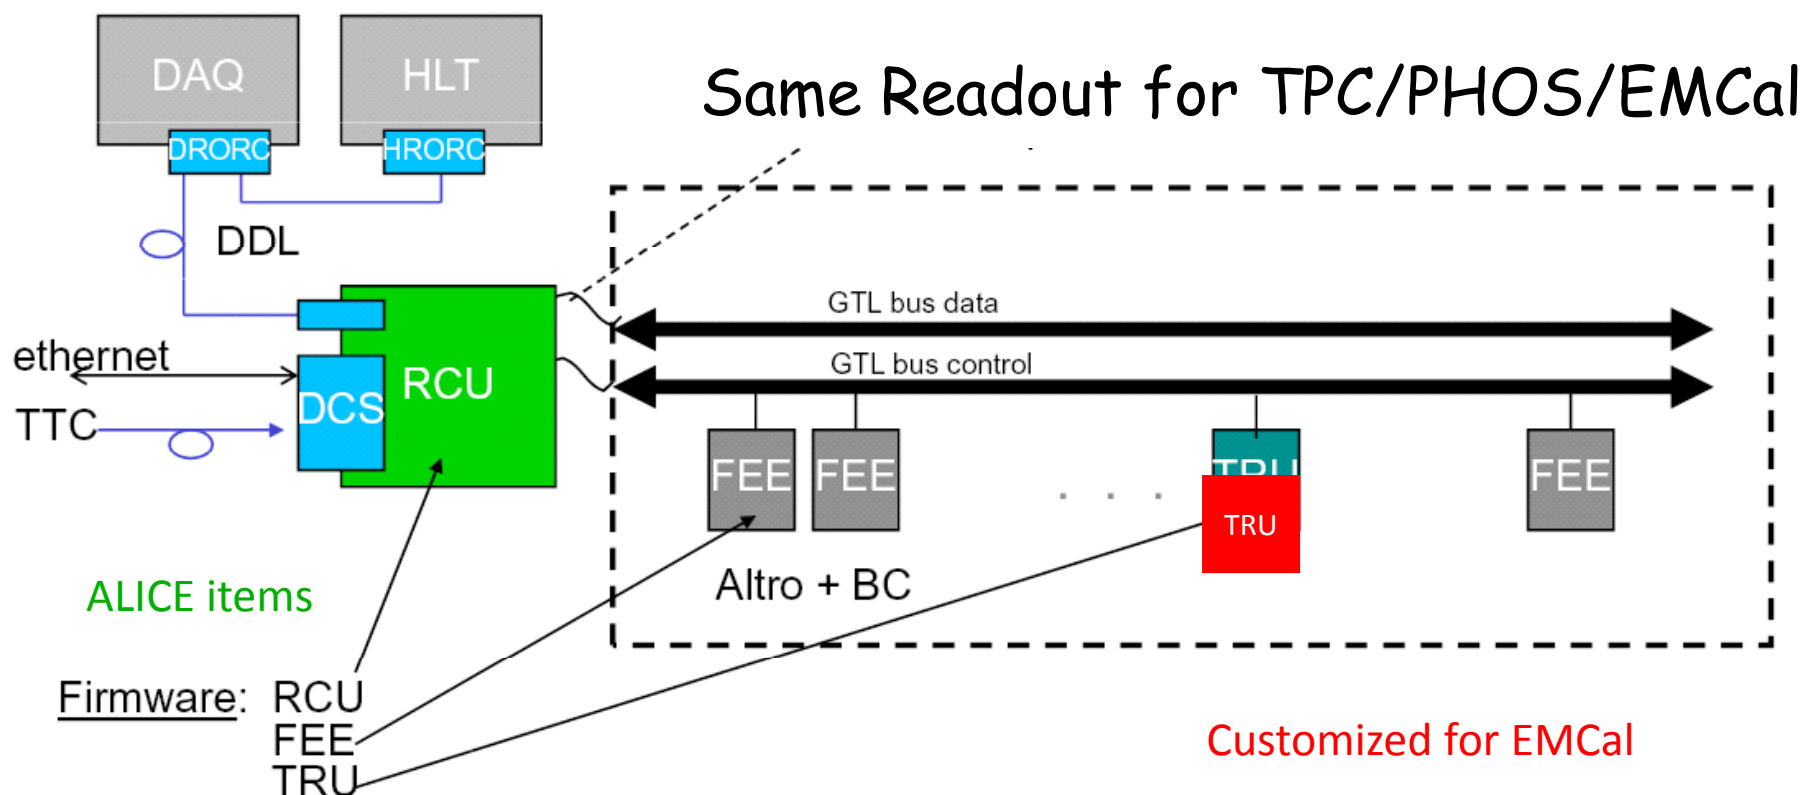 DAQ
HLT
Same Readout for TPC/PHOS/EMCal
DRORC
HRORC
DDL
GTL bus data
ethernet
GTL bus control
RCU
DCS
TTC
FEE
FEE
TRU
FEE
. . .
TRU
Altro + BC
ALICE items
Firmware: RCU
FEE
TRU
Customized for EMCal